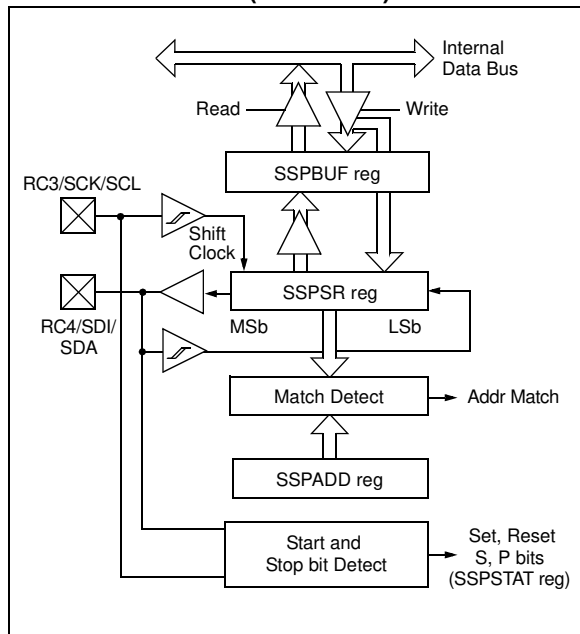 Internal
Data Bus
Read
Write
SSPBUF reg
RC3/SCK/SCL
Shift
Clock
SSPSR reg
MSb
LSb
RC4/SDI/
SDA
Match Detect
Addr Match
SSPADD reg
Start and
Stop bit Detect
Set, Reset
S, P bits
(SSPSTAT reg)